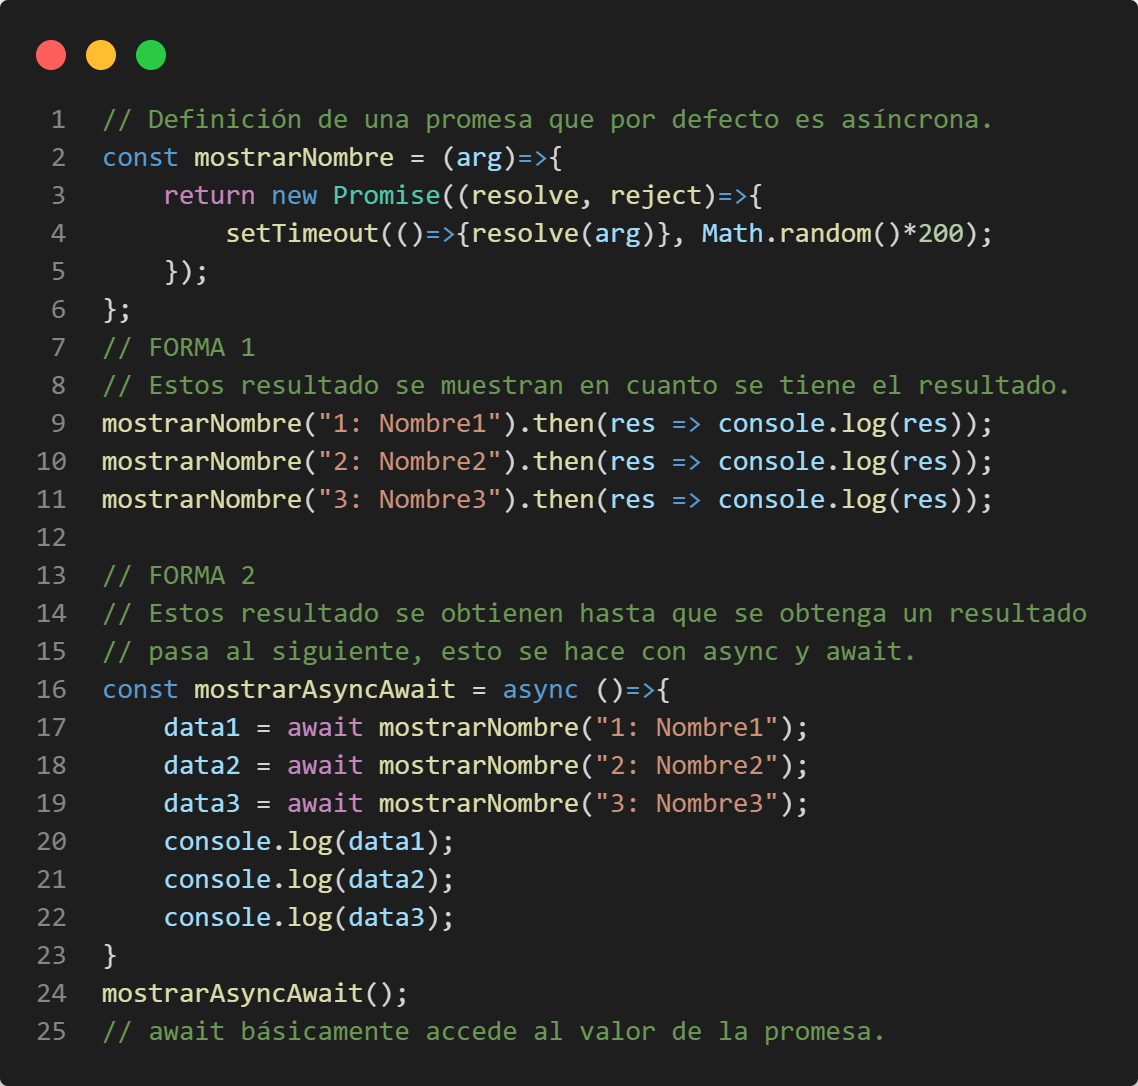 1 // Definición de una promesa que por defecto es asíncrona.
2 const mostrarNombre = (arg)=>{
3     return new Promise((resolve, reject)=>{
4         setTimeout(()=>{resolve(arg)}, Math.random()*200);
5     });
6 };
7 // FORMA 1
8 // Estos resultado se muestran en cuanto se tiene el resultado.
9 mostrarNombre("1: Nombre1").then(res => console.log(res));
10 mostrarNombre("2: Nombre2").then(res => console.log(res));
11 mostrarNombre("3: Nombre3").then(res => console.log(res));
12
13 // FORMA 2
14 // Estos resultado se obtienen hasta que se obtenga un resultado
15 // pasa al siguiente, esto se hace con async y await.
16 const mostrarAsyncAwait = async ()=>{
17     data1 = await mostrarNombre("1: Nombre1");
18     data2 = await mostrarNombre("2: Nombre2");
19     data3 = await mostrarNombre("3: Nombre3");
20     console.log(data1);
21     console.log(data2);
22     console.log(data3);
23 }
24 mostrarAsyncAwait();
25 // await básicamente accede al valor de la promesa.